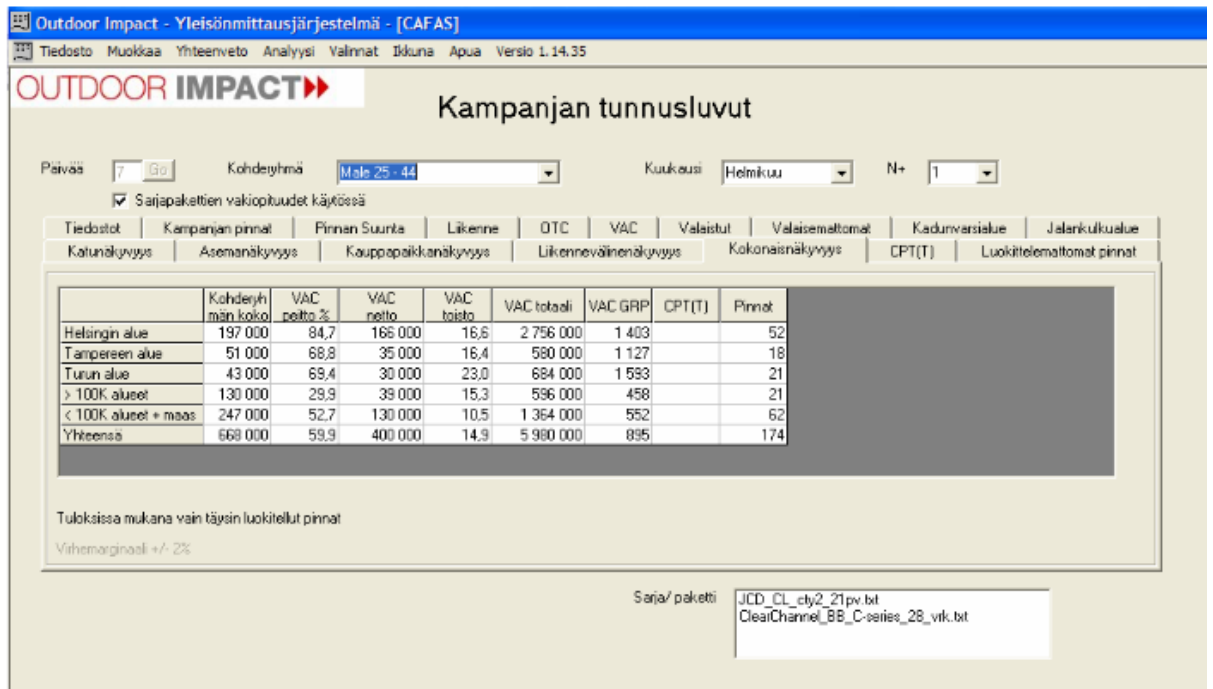 Outdoor Impact - Yleisönmittausjärjestelmä - [CAFAS]
Tiedosto Muokkaa Yhteenveto Analyysi Valinnat Ikkuna Apua Versio 1.14.35
OUTDOOR IMPACT
Kampanjan tunnusluvut
Päivää 7 Go Kohderyhmä Male 25 - 44 Kuukausi Helmikuu N+ 1
Sarjapakettien vakiopituudet käytössä
Tiedostot Kampanjan pinnat Pinnan Suunta Liikenne OTC VAC Valaistut Valaisemattomat Kadunvarsialue Jalankulkualue
Katunäkyvyys Asemanäkyvyys Kauppapaikkanäkyvyys Liikennevälinenäkyvyys Kokonaisnäkyvyys CPT(T) Luokittelemattomat pinnat
Kohderyh män koko VAC peitto % VAC netto VAC toisto VAC totaali VAC GRP CPT(T) Pinnat
Helsingin alue 197 000 84,7 166 000 16,6 2 756 000 1 403 52
Tampereen alue 51 000 68,8 35 000 16,4 580 000 1 127 18
Turun alue 43 000 69,4 30 000 23,0 684 000 1 593 21
> 100K alueet 130 000 29,9 39 000 15,3 596 000 458 21
< 100K alueet + maas 247 000 52,7 130 000 10,5 1 364 000 552 62
Yhteensä 668 000 59,9 400 000 14,9 5 980 000 895 174
Tuloksissa mukana vain täysin luokitellut pinnat
Virhemarginaali +/- 2%
Sarja/ paketti JCD_CL_cty2_21pv.txt
ClearChannel_BB_C-series_28_vrk.txt